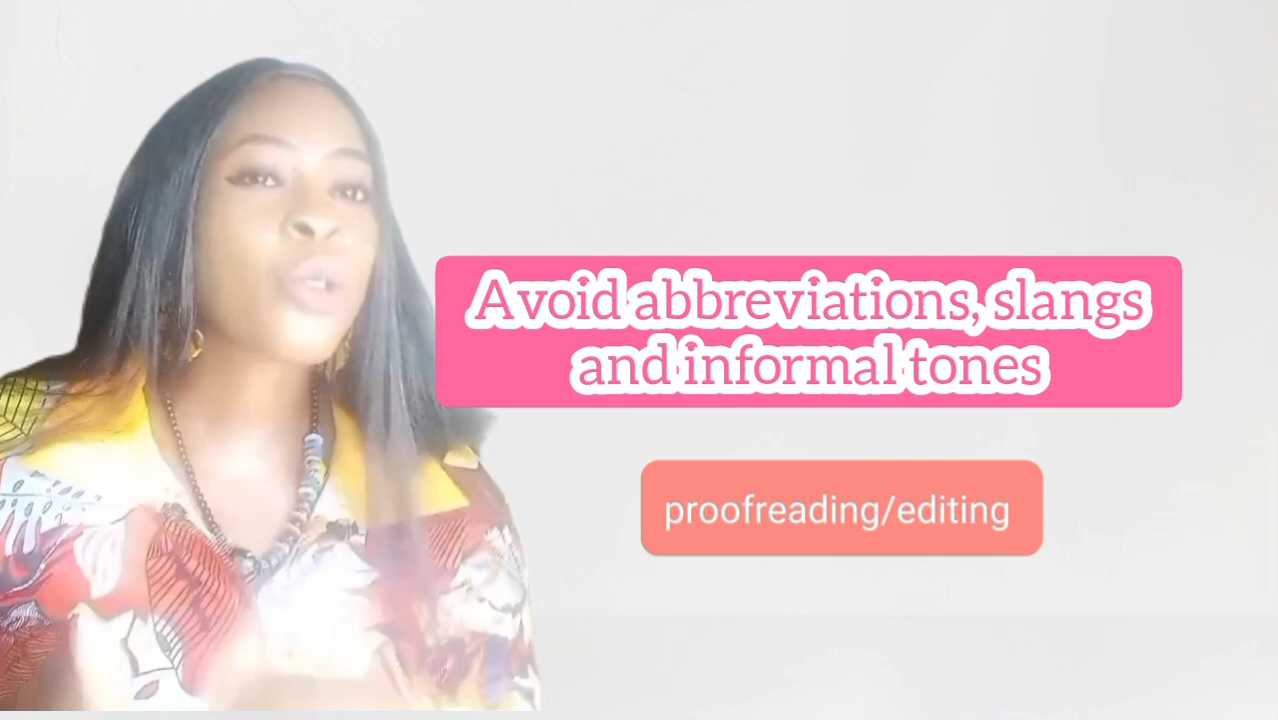 Avoid abbreviations, slangs
and informal tones
proofreading/editing